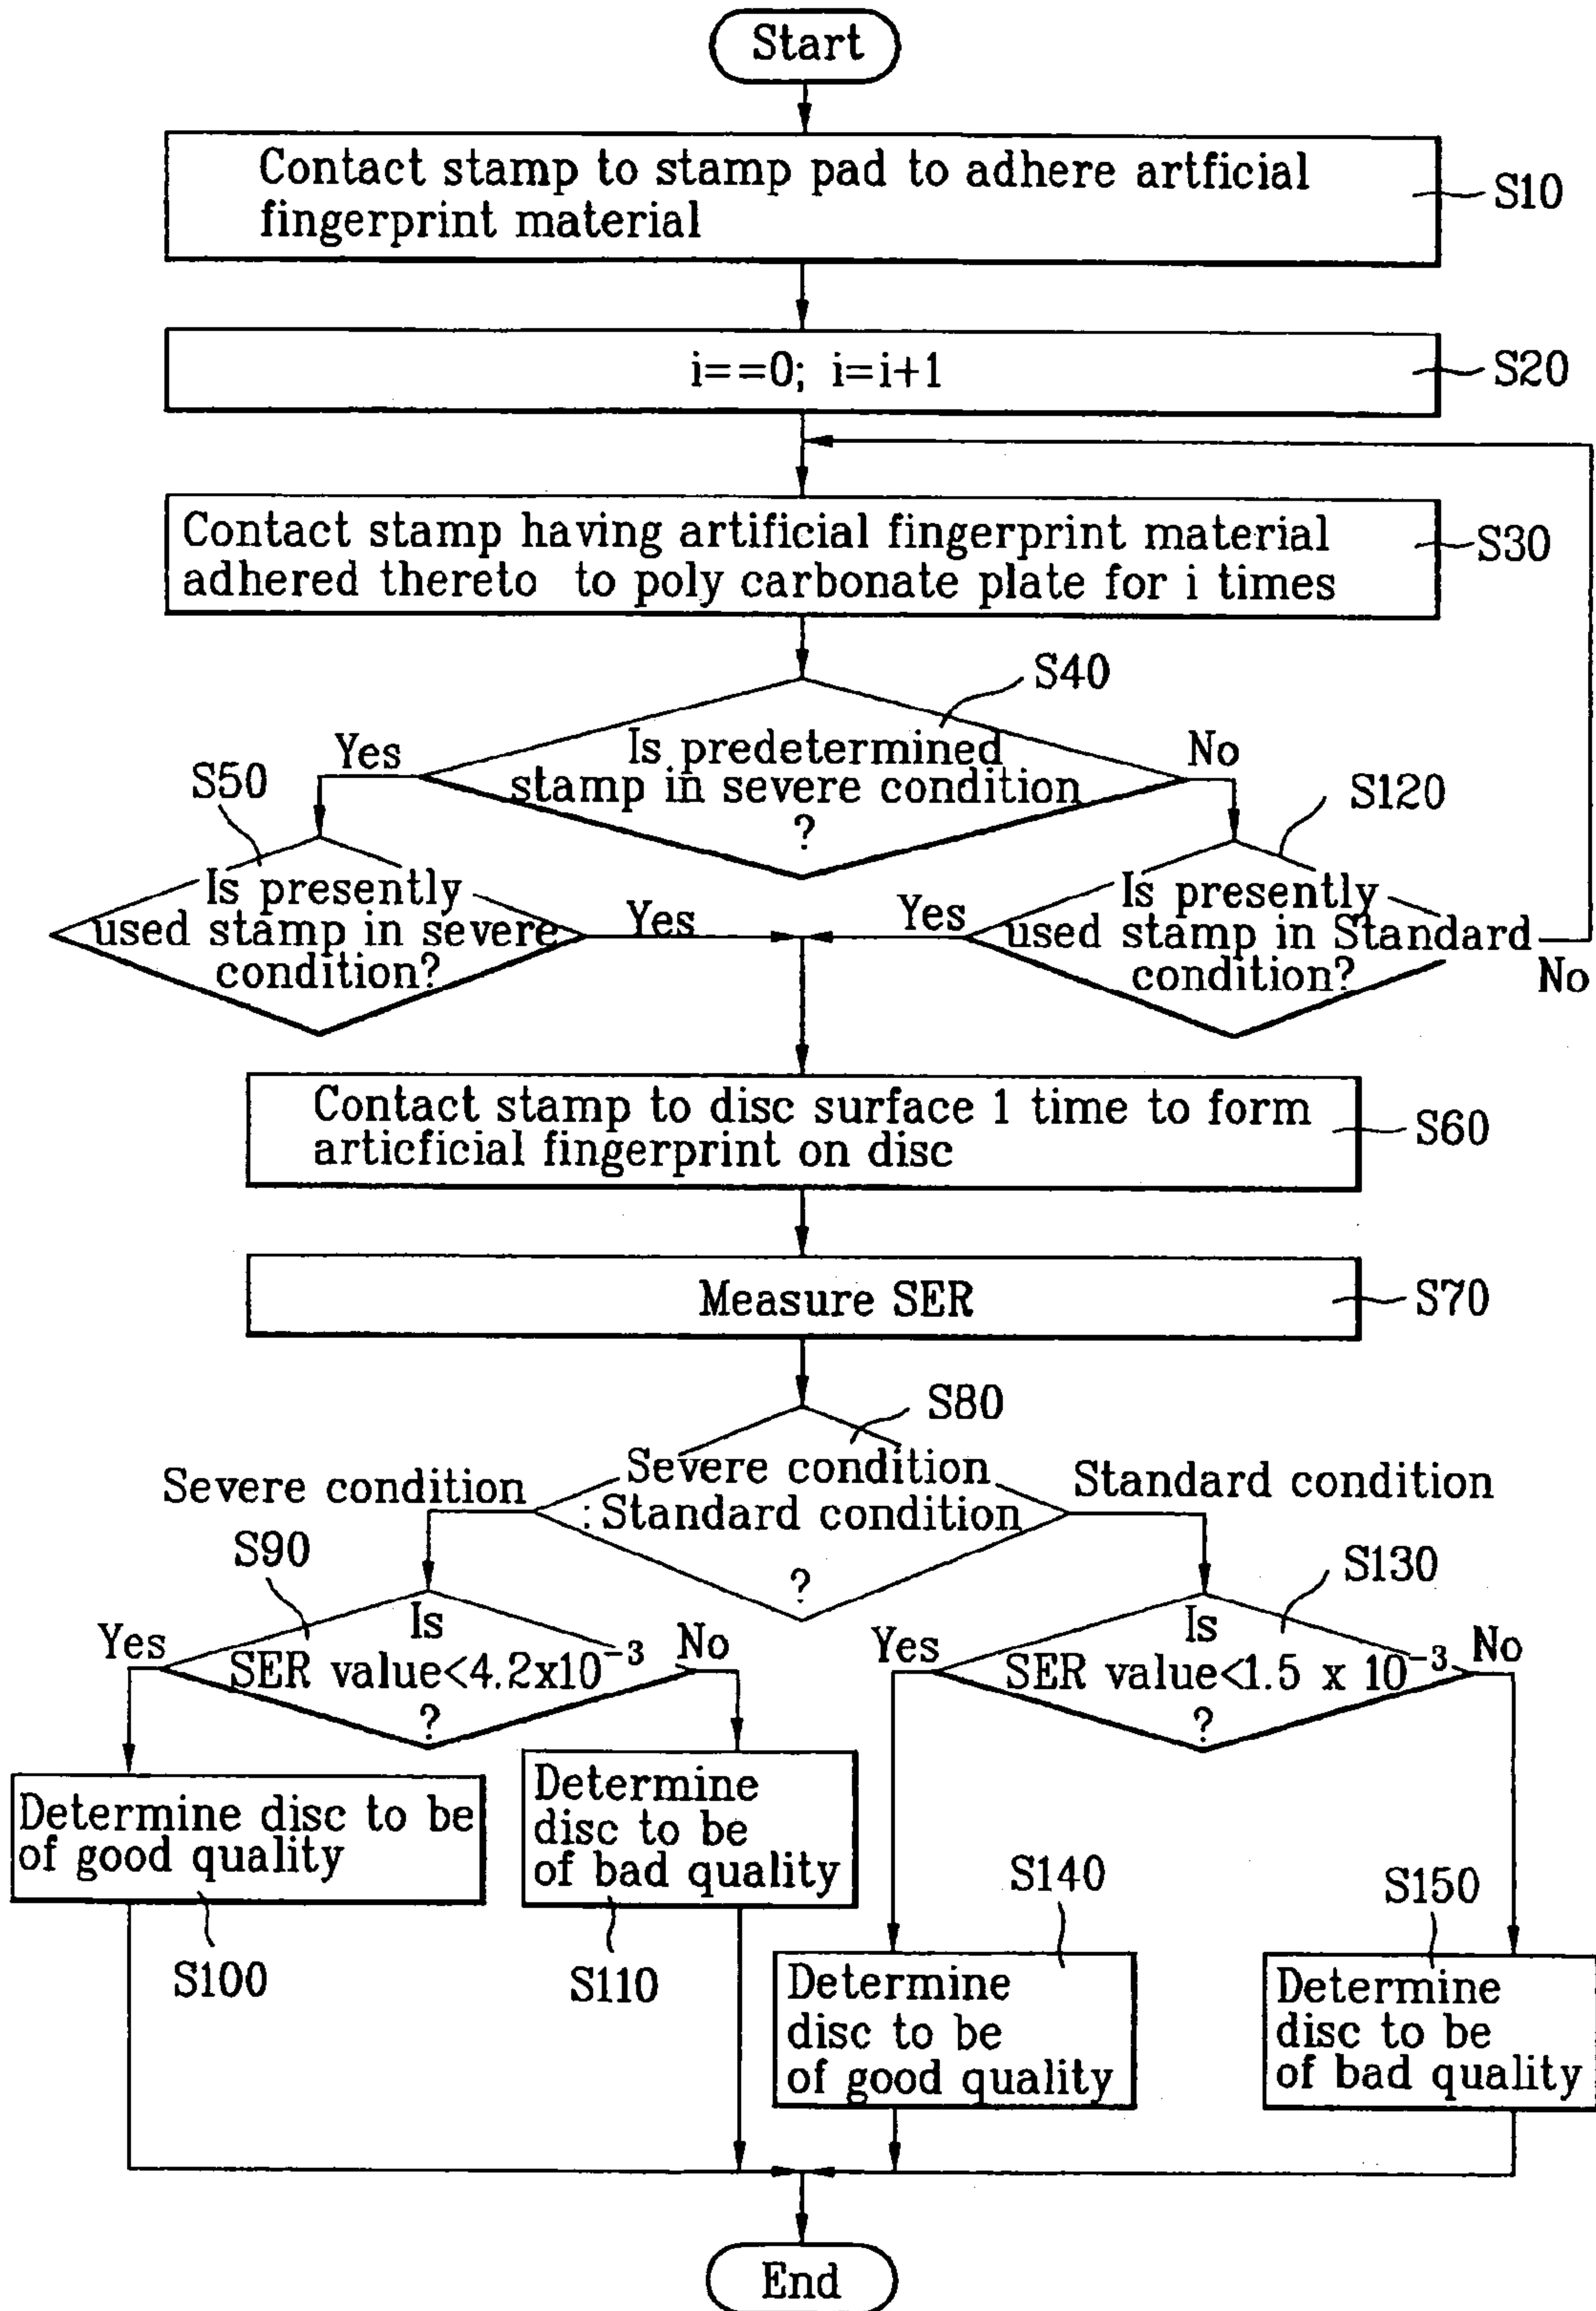 Start
Contact stamp to stamp pad to adhere artficial
fingerprint material
S10
i==0; i=i+1
S20
Contact stamp having artificial fingerprint material
adhered thereto to poly carbonate plate for i times
S30
S40
Is predetermined
stamp in severe condition
?
Yes
No
S50
S120
Is presently
used stamp in severe
condition?
Yes
Yes
Is presently
used stamp in Standard
condition?
No
Contact stamp to disc surface 1 time to form
articficial fingerprint on disc
S60
Measure SER
S70
S80
Severe condition
:Standard condition
?
Severe condition
Standard condition
S90
S130
Is
SER value<4.2x10⁻³
?
Yes
No
Is
SER value<1.5 x 10⁻³
?
Yes
No
Determine disc to be
of good quality
S100
Determine
disc to be
of bad quality
S110
S140
Determine
disc to be
of good quality
S150
Determine
disc to be
of bad quality
End